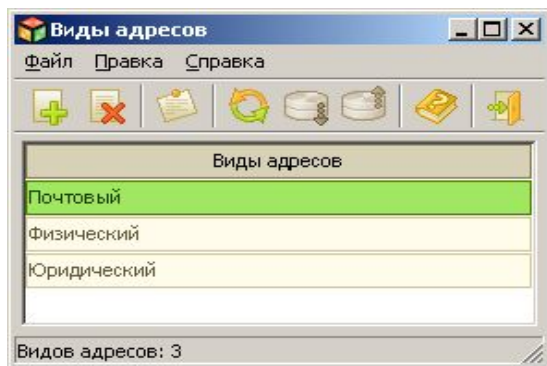 Виды адресов
Файл Правка Справка
Виды адресов
Почтовый
Физический
Юридический
Видов адресов: 3